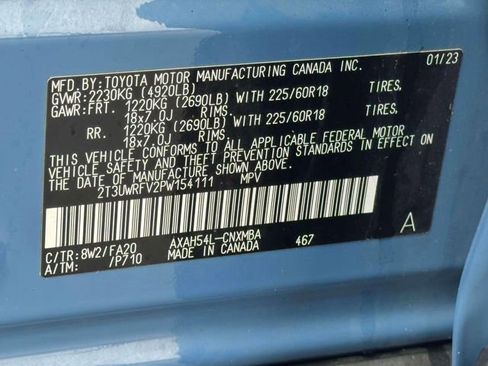 MFD.BY: TOYOTA MOTOR MANUFACTURING CANADA INC. 01/23
GVWR: 2230KG (4920LB)
GAWR: FRT. 1220KG (2690LB) WITH 225/60R18 TIRES.
18x7.0J RIMS.
RR. 1220KG (2690LB) WITH 225/60R18 TIRES.
18x7.0J RIMS.
THIS VEHICLE CONFORMS TO ALL APPLICABLE FEDERAL MOTOR
VEHICLE SAFETY AND THEFT PREVENTION STANDARDS IN EFFECT ON
THE DATE OF MANUFACTURE SHOWN ABOVE.
2T3UWRFV2PW154111 MPV
C/TR: 8W2/FA20 AXAH54L-CNXMBA 467 A
A/TM: /P710 MADE IN CANADA